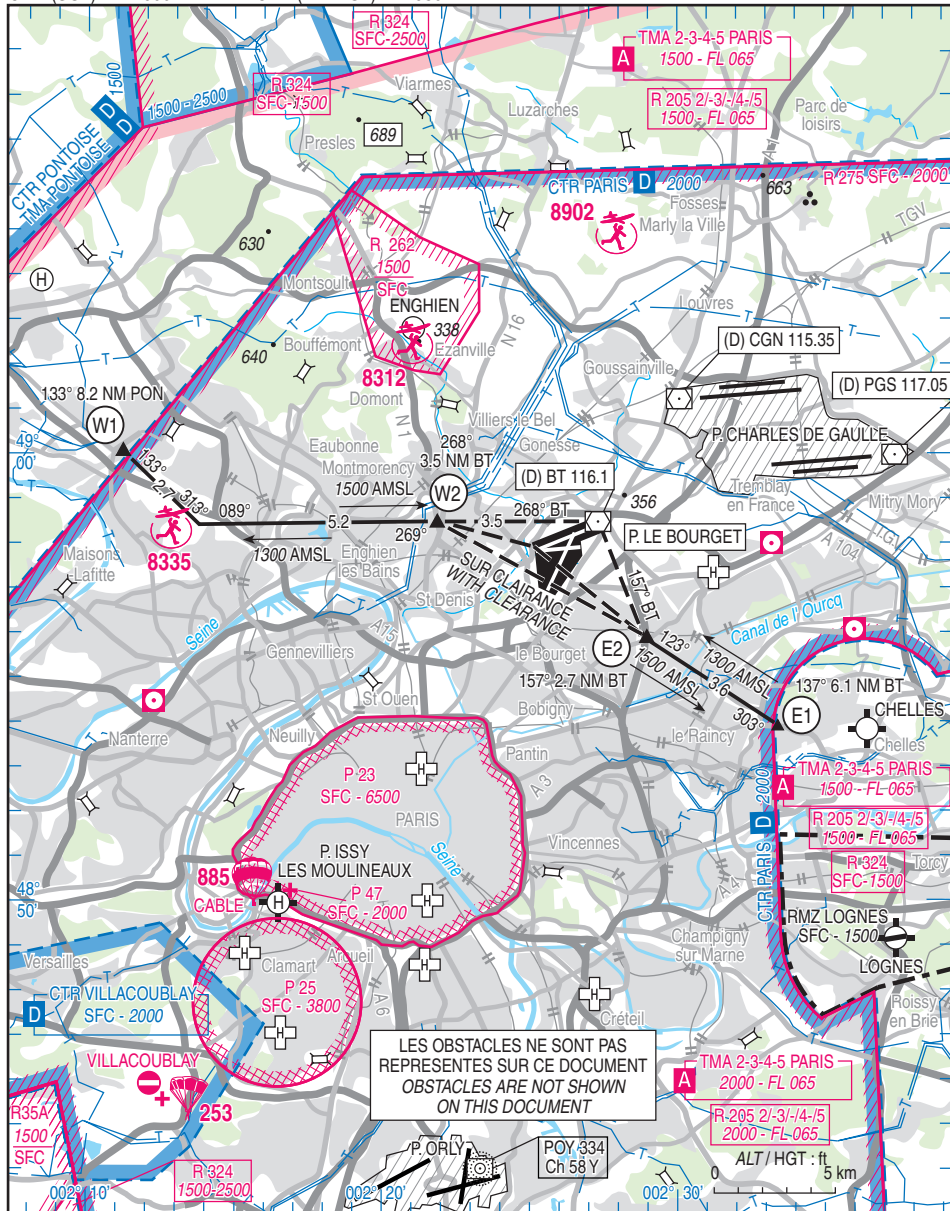 R 324
SFC-2500
TMA 2-3-4-5 PARIS
A
1500 - FL 065
R 205 2/-3/-/4-/5
1500 - FL 065
1500
R 324
SFC-1500
Viarmes
Luzarches
Parc de
loisirs
D
D
1500 - 2500
689
Presles
A 1
CTR PONTOISE
TMA PONTOISE
CTR PARIS
D
2000
663
R 275 SFC - 2000
8902
Fosses
Marly la Ville
TGV
630
R 262
1500
SFC
H
Montsoult
Louvres
ENGHIEN
338
N 16
640
Bouffémont
Ezanville
(D) CGN 115.35
8312
Goussainville
Domont
(D) PGS 117.05
133° 8.2 NM PON
N 1
Villiers le Bel
W1
268°
3.5 NM BT
Gonesse
P. CHARLES DE GAULLE
49°
00'
Eaubonne
Montmorency
1500 AMSL
(D) BT 116.1
133°
2.7
313°
W2
356
Tremblay
en France
Mitry Mory
089°
5.2
269°
3.5
268° BT
P. LE BOURGET
8335
1300 AMSL
A 104
Maisons
Laffitte
Enghien
les Bains
SUR CLAIRANCE
WITH CLEARANCE
157° BT
St Denis
Seine
A15
Canal de l'Ourcq
Gennevilliers
le Bourget
E2
123°
1300 AMSL
157° 2.7 NM BT
1500 AMSL
3.6
303°
137° 6.1 NM BT
St Ouen
Bobigny
E1
CHELLES
Nanterre
Neuilly
le Raincy
Chelles
Pantin
A 3
P 23
SFC - 6500
TMA 2-3-4-5 PARIS
A
1500 - FL 065
PARIS
2000
R 205 2/-3/-/4-/5
1500 - FL 065
D
Vincennes
P. ISSY
LES MOULINEAUX
Seine
R 324
SFC-1500
Torcy
885
CABLE
H
P 47
SFC - 2000
A 4
CTR PARIS
48°
50'
RMZ LOGNES
SFC - 1500
Versailles
Clamart
Arcueil
Champigny
sur Marne
LOGNES
CTR VILLACOUBLAY
SFC - 2000
D
P 25
SFC - 3800
A 6
Créteil
Roissy
en Brie
LES OBSTACLES NE SONT PAS
REPRESENTES SUR CE DOCUMENT
OBSTACLES ARE NOT SHOWN
ON THIS DOCUMENT
VILLACOUBLAY
TMA 2-3-4-5 PARIS
A
2000 - FL 065
253
R35A
1500
SFC
R 205 2/-3/-/4-/5
2000 - FL 065
P. ORLY
POY 334
Ch 58 Y
ALT / HGT : ft
R 324
1500-2500
0
5 km
002° 10'
002° 20'
002° 30'